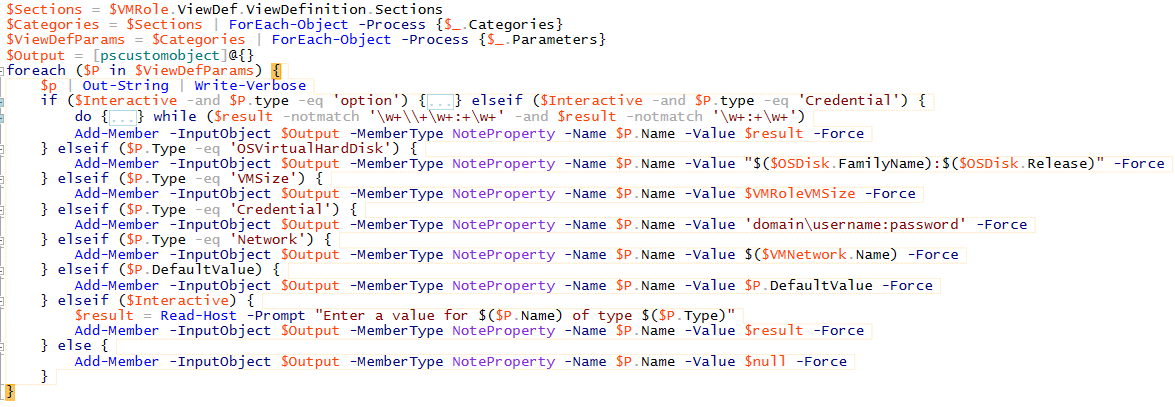 $Sections = $VMRole.ViewDef.ViewDefinition.Sections
$Categories = $Sections | ForEach-Object -Process {$_.Categories}
$ViewDefParams = $Categories | ForEach-Object -Process {$_.Parameters}
$Output = [pscustomobject]@{}
foreach ($P in $ViewDefParams) {
    $p | Out-String | Write-Verbose
    if ($Interactive -and $P.type -eq 'option') {...} elseif ($Interactive -and $P.type -eq 'Credential') {
        do {...} while ($result -notmatch '\w+\\+\w+:+\w+' -and $result -notmatch '\w+:+\w+')
        Add-Member -InputObject $Output -MemberType NoteProperty -Name $P.Name -Value $result -Force
    } elseif ($P.Type -eq 'OSVirtualHardDisk') {
        Add-Member -InputObject $Output -MemberType NoteProperty -Name $P.Name -Value "$($OSDisk.FamilyName):$($OSDisk.Release)" -Force
    } elseif ($P.Type -eq 'VMSize') {
        Add-Member -InputObject $Output -MemberType NoteProperty -Name $P.Name -Value $VMRoleVMSize -Force
    } elseif ($P.Type -eq 'Credential') {
        Add-Member -InputObject $Output -MemberType NoteProperty -Name $P.Name -Value 'domain\username:password' -Force
    } elseif ($P.Type -eq 'Network') {
        Add-Member -InputObject $Output -MemberType NoteProperty -Name $P.Name -Value $($VMNetwork.Name) -Force
    } elseif ($P.DefaultValue) {
        Add-Member -InputObject $Output -MemberType NoteProperty -Name $P.Name -Value $P.DefaultValue -Force
    } elseif ($Interactive) {
        $result = Read-Host -Prompt "Enter a value for $($P.Name) of type $($P.Type)"
        Add-Member -InputObject $Output -MemberType NoteProperty -Name $P.Name -Value $result -Force
    } else {
        Add-Member -InputObject $Output -MemberType NoteProperty -Name $P.Name -Value $null -Force
    }
}